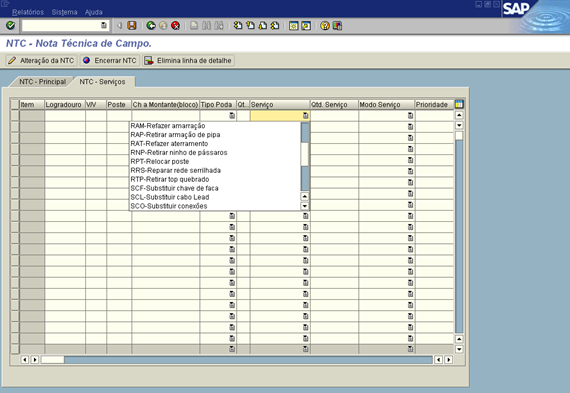 Relatórios Sistema Ajuda
SAP
NTC - Nota Técnica de Campo.
Alteração da NTC Encerrar NTC Elimina linha de detalhe
NTC - Principal NTC - Serviços
Item Logradouro V/V Poste Ch a Montante(bloco) Tipo Poda Qt... Serviço Qtd. Serviço Modo Serviço Prioridade
RAM-Refazer amarração
RAP-Retirar armação de pipa
RAT-Refazer aterramento
RNP-Retirar ninho de pássaros
RPT-Relocar poste
RRS-Reparar rede serrilhada
RTP-Retirar top quebrado
SCF-Substituir chave de faca
SCL-Substituir cabo Lead
SCO-Substituir conexões